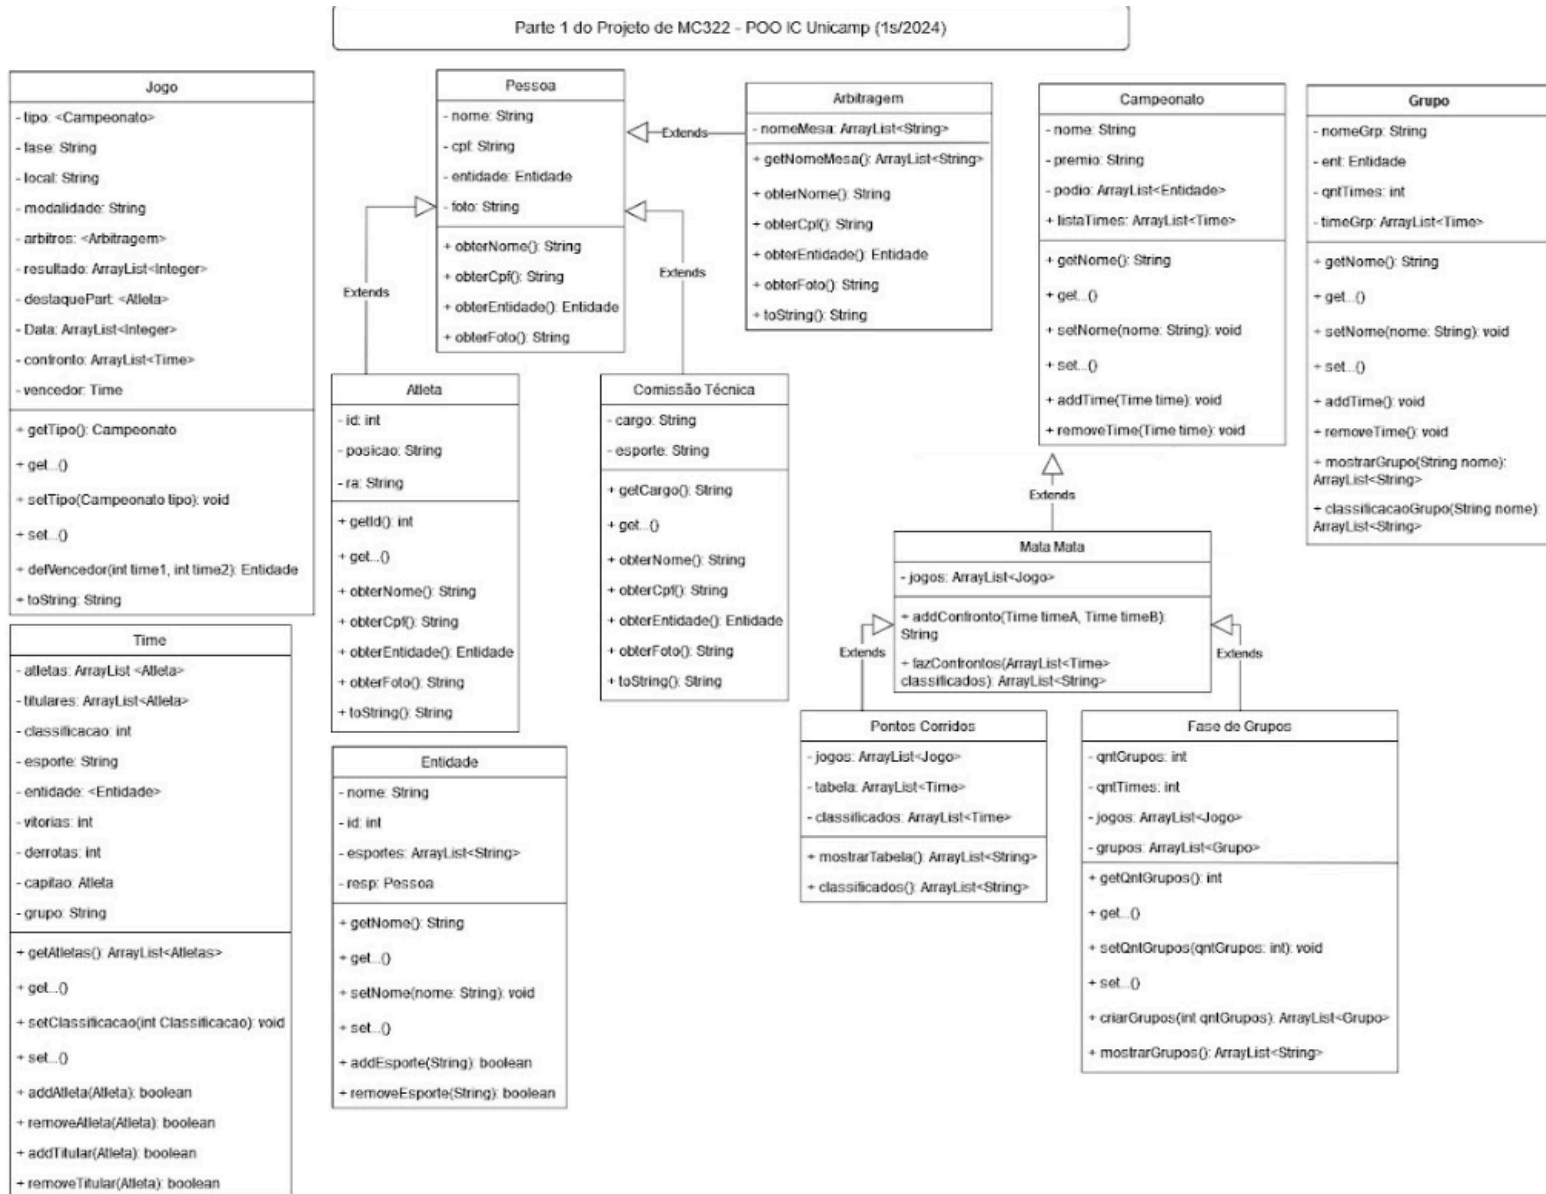 Parte 1 do Projeto de MC322 - POO IC Unicamp (1s/2024)
Jogo
- tipo: <Campeonato>
- fase: String
- local: String
- modalidade: String
- arbitros: <Arbitragem>
- resultado: ArrayList<Integer>
- destaquePart: <Atleta>
- Data: ArrayList<Integer>
- confronto: ArrayList<Time>
- vencedor: Time
+ getTipo(): Campeonato
+ get...()
+ setTipo(Campeonato tipo): void
+ set...()
+ defVencedor(int time1, int time2): Entidade
+ toString: String
Time
- atletas: ArrayList <Atleta>
- titulares: ArrayList<Atleta>
- classificacao: int
- esporte: String
- entidade: <Entidade>
- vitorias: int
- derrotas: int
- capitao: Atleta
- grupo: String
+ getAtletas(): ArrayList<Atletas>
+ get...()
+ setClassificacao(int Classificacao): void
+ set...()
+ addAtleta(Atleta): boolean
+ removeAtleta(Atleta): boolean
+ addTitular(Atleta): boolean
+ removeTitular(Atleta): boolean
Pessoa
- nome: String
- cpf: String
- entidade: Entidade
- foto: String
+ obterNome(): String
+ obterCpf(): String
+ obterEntidade(): Entidade
+ obterFoto(): String
Extends
Extends
Extends
Atleta
- id: int
- posicao: String
- ra: String
+ getId(): int
+ get...()
+ obterNome(): String
+ obterCpf(): String
+ obterEntidade(): Entidade
+ obterFoto(): String
+ toString(): String
Entidade
- nome: String
- id: int
- esportes: ArrayList<String>
- resp: Pessoa
+ getNome(): String
+ get...()
+ setNome(nome: String): void
+ set...()
+ addEsporte(String): boolean
+ removeEsporte(String): boolean
Comissão Técnica
- cargo: String
- esporte: String
+ getCargo(): String
+ get...()
+ obterNome(): String
+ obterCpf(): String
+ obterEntidade(): Entidade
+ obterFoto(): String
+ toString(): String
Arbitragem
- nomeMesa: ArrayList<String>
+ getNomeMesa(): ArrayList<String>
+ obterNome(): String
+ obterCpf(): String
+ obterEntidade(): Entidade
+ obterFoto(): String
+ toString(): String
Campeonato
- nome: String
- premio: String
- podio: ArrayList<Entidade>
+ listaTimes: ArrayList<Time>
+ getNome(): String
+ get...()
+ setNome(nome: String): void
+ set...()
+ addTime(Time time): void
+ removeTime(Time time): void
Extends
Mata Mata
- jogos: ArrayList<Jogo>
+ addConfronto(Time timeA, Time timeB):
String
+ fazConfrontos(ArrayList<Time>
classificados): ArrayList<String>
Extends
Extends
Pontos Corridos
- jogos: ArrayList<Jogo>
- tabela: ArrayList<Time>
- classificados: ArrayList<Time>
+ mostrarTabela(): ArrayList<String>
+ classificados(): ArrayList<String>
Fase de Grupos
- qntGrupos: int
- qntTimes: int
- jogos: ArrayList<Jogo>
- grupos: ArrayList<Grupo>
+ getQntGrupos(): int
+ get...()
+ setQntGrupos(qntGrupos: int): void
+ set...()
+ criarGrupos(int qntGrupos): ArrayList<Grupo>
+ mostrarGrupos(): ArrayList<String>
Grupo
- nomeGrp: String
- ent: Entidade
- qntTimes: int
- timeGrp: ArrayList<Time>
+ getNome(): String
+ get...()
+ setNome(nome: String): void
+ set...()
+ addTime(): void
+ removeTime(): void
+ mostrarGrupo(String nome):
ArrayList<String>
+ classificacaoGrupo(String nome):
ArrayList<String>